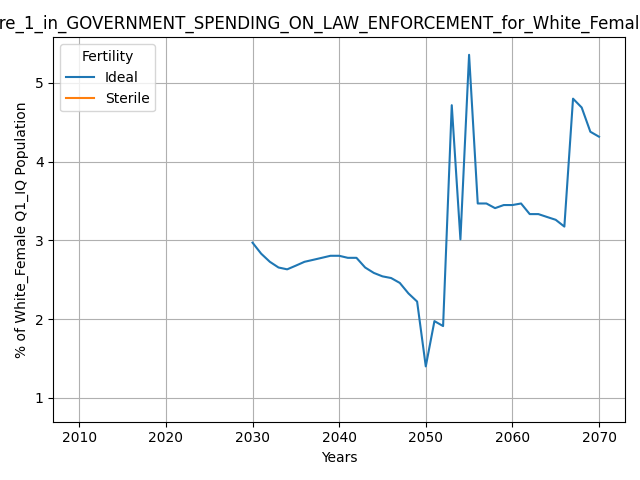 re_1_in_GOVERNMENT_SPENDING_ON_LAW_ENFORCEMENT_for_White_Femal
Fertility
Ideal
Sterile
% of White_Female Q1_IQ Population
5
4
3
2
1
2010 2020 2030 2040 2050 2060 2070
Years